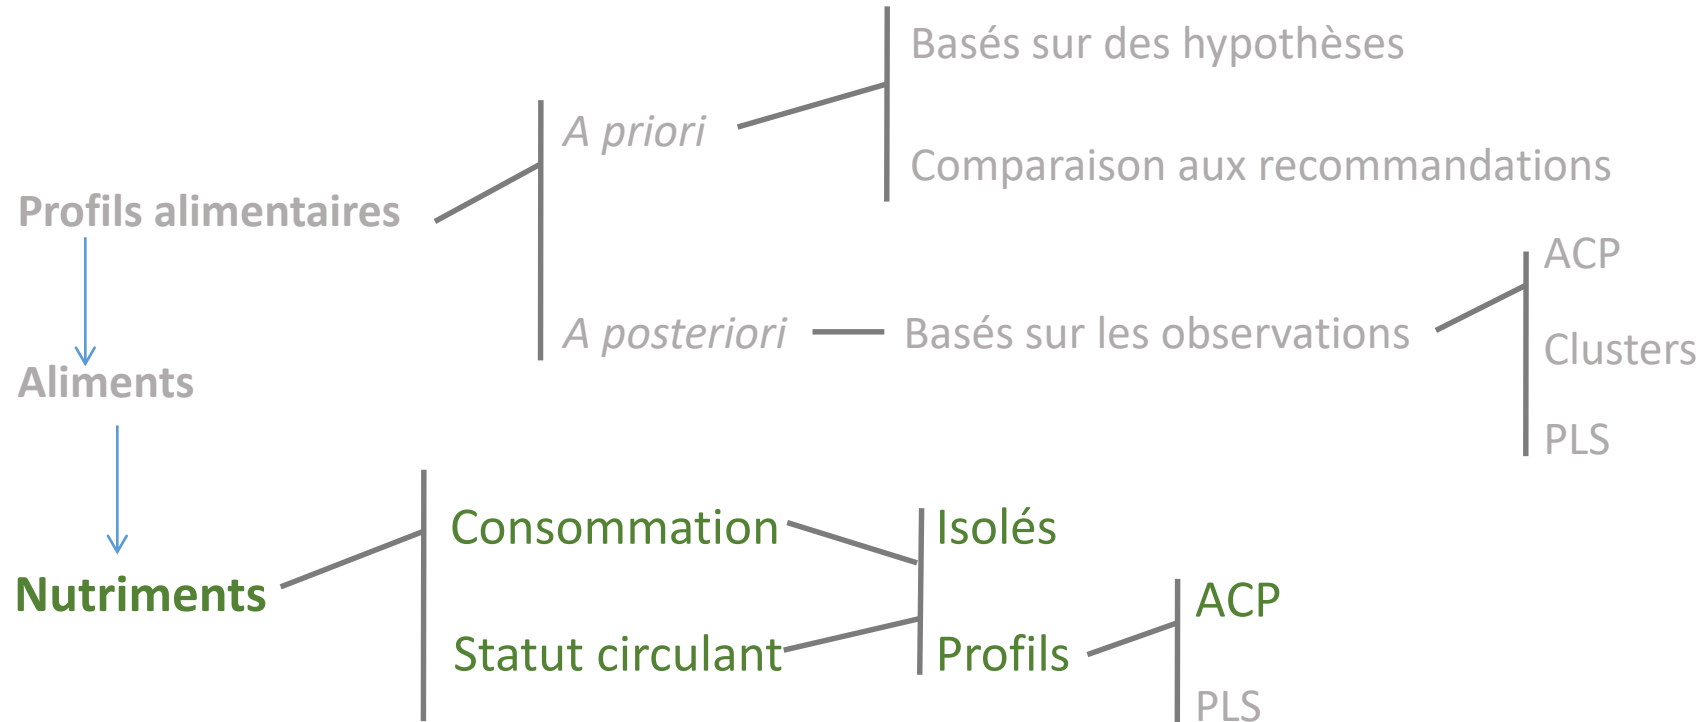 Basés sur des hypothèses
A priori
Comparaison aux recommandations
Profils alimentaires
ACP
A posteriori
Basés sur les observations
Clusters
Aliments
PLS
Consommation
Isolés
Nutriments
ACP
Statut circulant
Profils
PLS